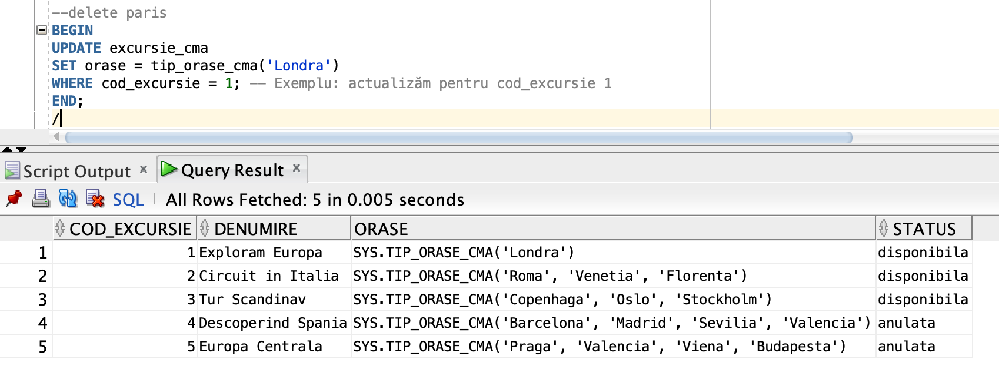 --delete paris
BEGIN
UPDATE excursie_cma
SET orase = tip_orase_cma('Londra')
WHERE cod_excursie = 1; -- Exemplu: actualizăm pentru cod_excursie 1
END;
/
Script Output x Query Result x
SQL | All Rows Fetched: 5 in 0.005 seconds
COD_EXCURSIE DENUMIRE ORASE STATUS
1 1 Exploram Europa SYS.TIP_ORASE_CMA('Londra') disponibila
2 2 Circuit in Italia SYS.TIP_ORASE_CMA('Roma', 'Venetia', 'Florenta') disponibila
3 3 Tur Scandinav SYS.TIP_ORASE_CMA('Copenhaga', 'Oslo', 'Stockholm') disponibila
4 4 Descoperind Spania SYS.TIP_ORASE_CMA('Barcelona', 'Madrid', 'Sevilia', 'Valencia') anulata
5 5 Europa Centrala SYS.TIP_ORASE_CMA('Praga', 'Valencia', 'Viena', 'Budapesta') anulata